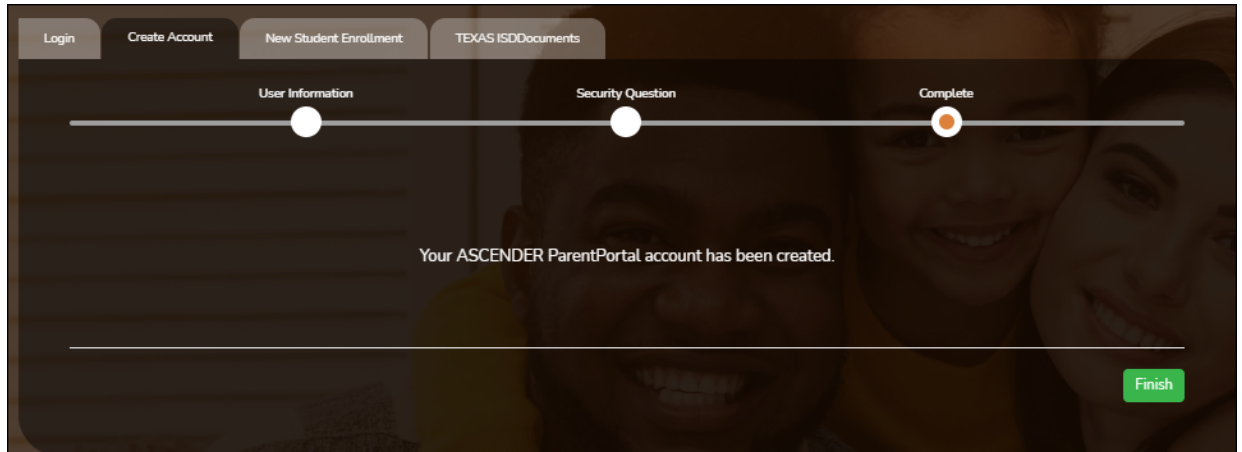 Login Create Account New Student Enrollment TEXAS ISDDocuments
User Information Security Question Complete
Your ASCENDER ParentPortal account has been created.
Finish